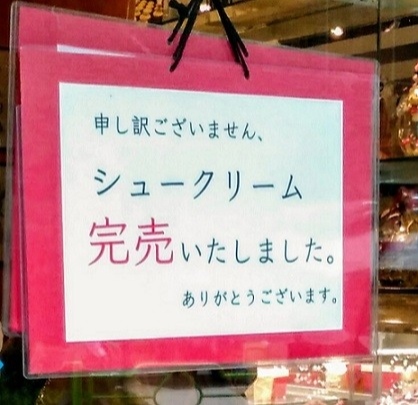 申し訳ございません、
シュークリーム
完売いたしました。
ありがとうございます。